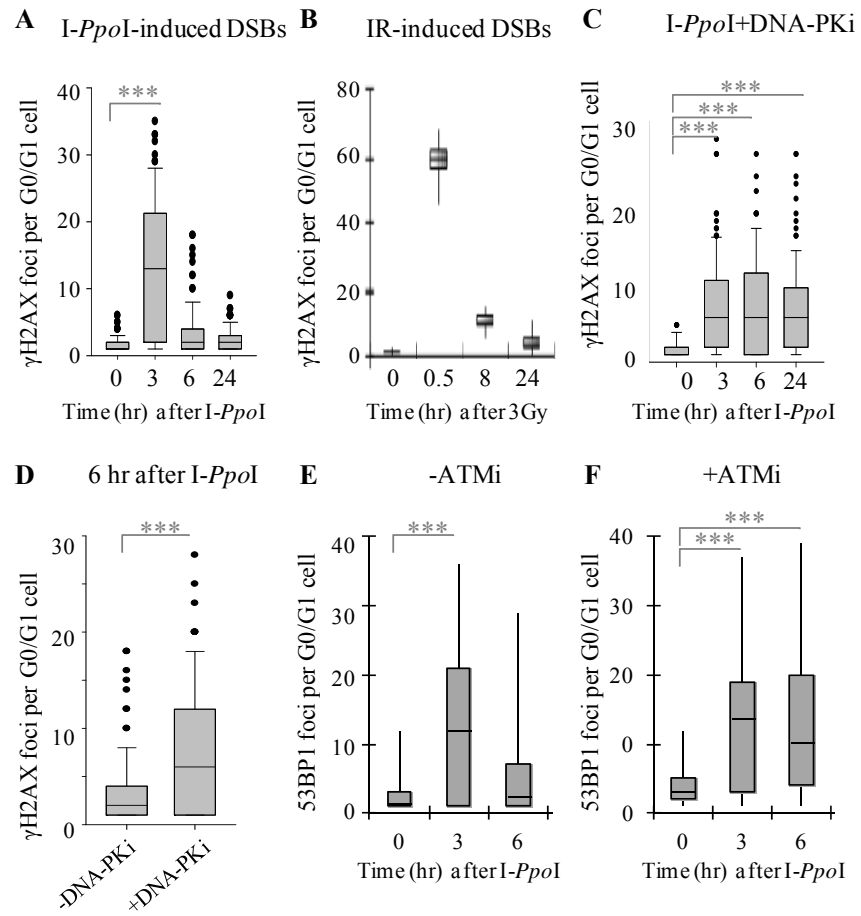 A I-PpoI-induced DSBs
γH2AX foci per G0/G1 cell
40
30
20
10
0
***
0 3 6 24
Time (hr) after I-PpoI
B IR-induced DSBs
γH2AX foci per G0/G1 cell
80
60
40
20
0
0 0.5 8 24
Time (hr) after 3Gy
C I-PpoI+DNA-PKi
γH2AX foci per G0/G1 cell
30
20
10
0
***
***
***
0 3 6 24
Time (hr) after I-PpoI
D 6 hr after I-PpoI
γH2AX foci per G0/G1 cell
30
20
10
0
***
-DNA-PKi
+DNA-PKi
E -ATMi
53BP1 foci per G0/G1 cell
40
30
20
10
0
***
0 3 6
Time (hr) after I-PpoI
F +ATMi
53BP1 foci per G0/G1 cell
40
30
20
0
0
***
***
0 3 6
Time (hr) after I-PpoI